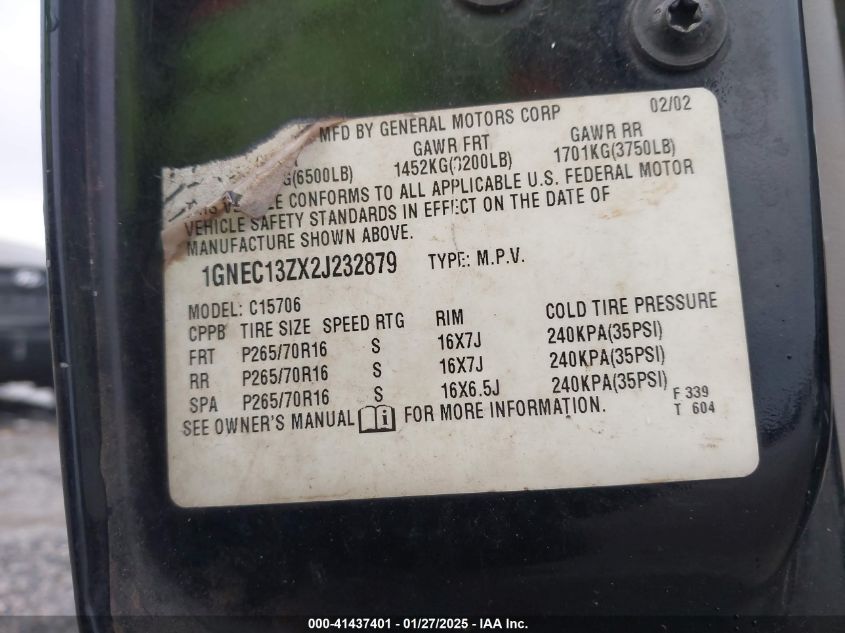 MFD BY GENERAL MOTORS CORP 02/02
GAWR FRT GAWR RR
(6500LB) 1452KG(3200LB) 1701KG(3750LB)
CONFORMS TO ALL APPLICABLE U.S. FEDERAL MOTOR
VEHICLE SAFETY STANDARDS IN EFFECT ON THE DATE OF
MANUFACTURE SHOWN ABOVE.
1GNEC13ZX2J232879 TYPE: M.P.V.
MODEL: C15706
CPPB TIRE SIZE SPEED RTG RIM COLD TIRE PRESSURE
FRT P265/70R16 S 16X7J 240KPA(35PSI)
RR P265/70R16 S 16X7J 240KPA(35PSI)
SPA P265/70R16 S 16X6.5J 240KPA(35PSI)
SEE OWNER'S MANUAL FOR MORE INFORMATION.
F 339
T 604
000-41437401 - 01/27/2025 - IAA Inc.